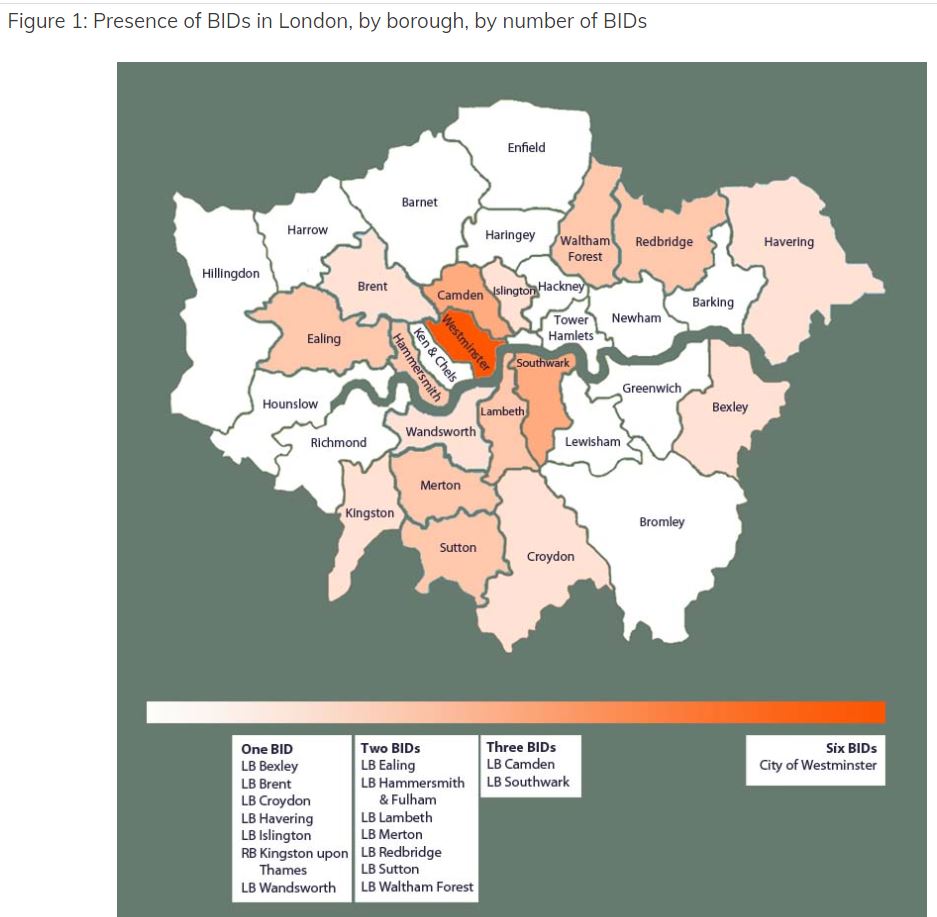 Figure 1: Presence of BIDs in London, by borough, by number of BIDs
Enfield
Barnet
Harrow
Haringey
Waltham
Forest
Redbridge
Havering
Hillingdon
Brent
Camden
Islington
Hackney
Barking
Newham
Tower
Hamlets
Ealing
Westminster
Ken & Chels
Hammersmith
Southwark
Greenwich
Hounslow
Lambeth
Bexley
Wandsworth
Richmond
Lewisham
Merton
Kingston
Bromley
Sutton
Croydon
One BID
LB Bexley
LB Brent
LB Croydon
LB Havering
LB Islington
RB Kingston upon
Thames
LB Wandsworth
Two BIDs
LB Ealing
LB Hammersmith
& Fulham
LB Lambeth
LB Merton
LB Redbridge
LB Sutton
LB Waltham Forest
Three BIDs
LB Camden
LB Southwark
Six BIDs
City of Westminster